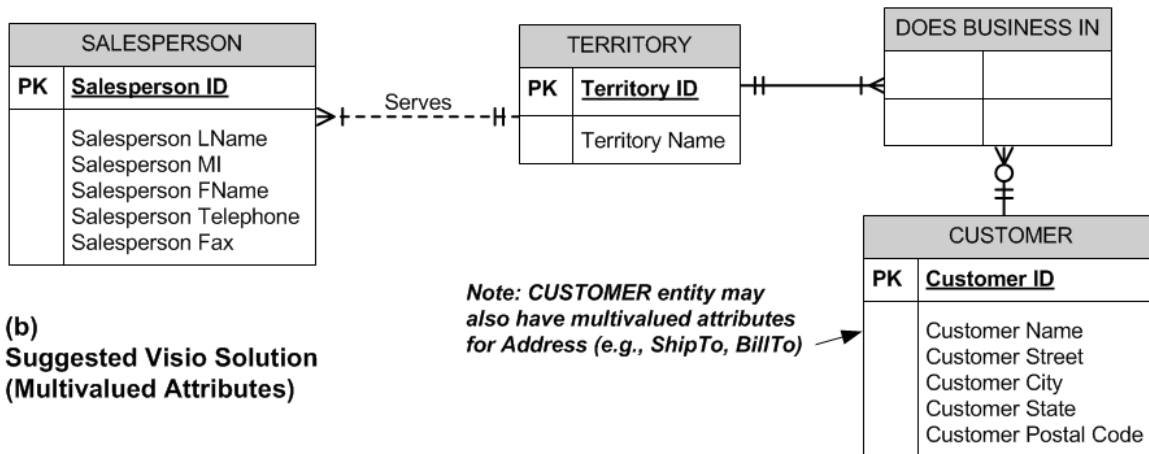 SALESPERSON
PK Salesperson ID
Salesperson LName
Salesperson MI
Salesperson FName
Salesperson Telephone
Salesperson Fax
Serves
TERRITORY
PK Territory ID
Territory Name
DOES BUSINESS IN
CUSTOMER
PK Customer ID
Customer Name
Customer Street
Customer City
Customer State
Customer Postal Code
Note: CUSTOMER entity may
also have multivalued attributes
for Address (e.g., ShipTo, BillTo)
(b)
Suggested Visio Solution
(Multivalued Attributes)